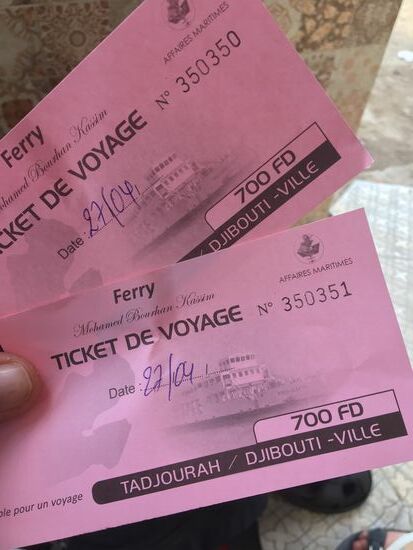 AFFAIRES MARITIMES
Ferry
Mohamed Bourhan Kassim
N° 350350
TICKET DE VOYAGE
Date : 27/04
700 FD
/ DJIBOUTI -VILLE
AFFAIRES MARITIMES
Ferry
Mohamed Bourhan Kassim
N° 350351
TICKET DE VOYAGE
Date : 27/04
700 FD
TADJOURAH / DJIBOUTI -VILLE
pour un voyage